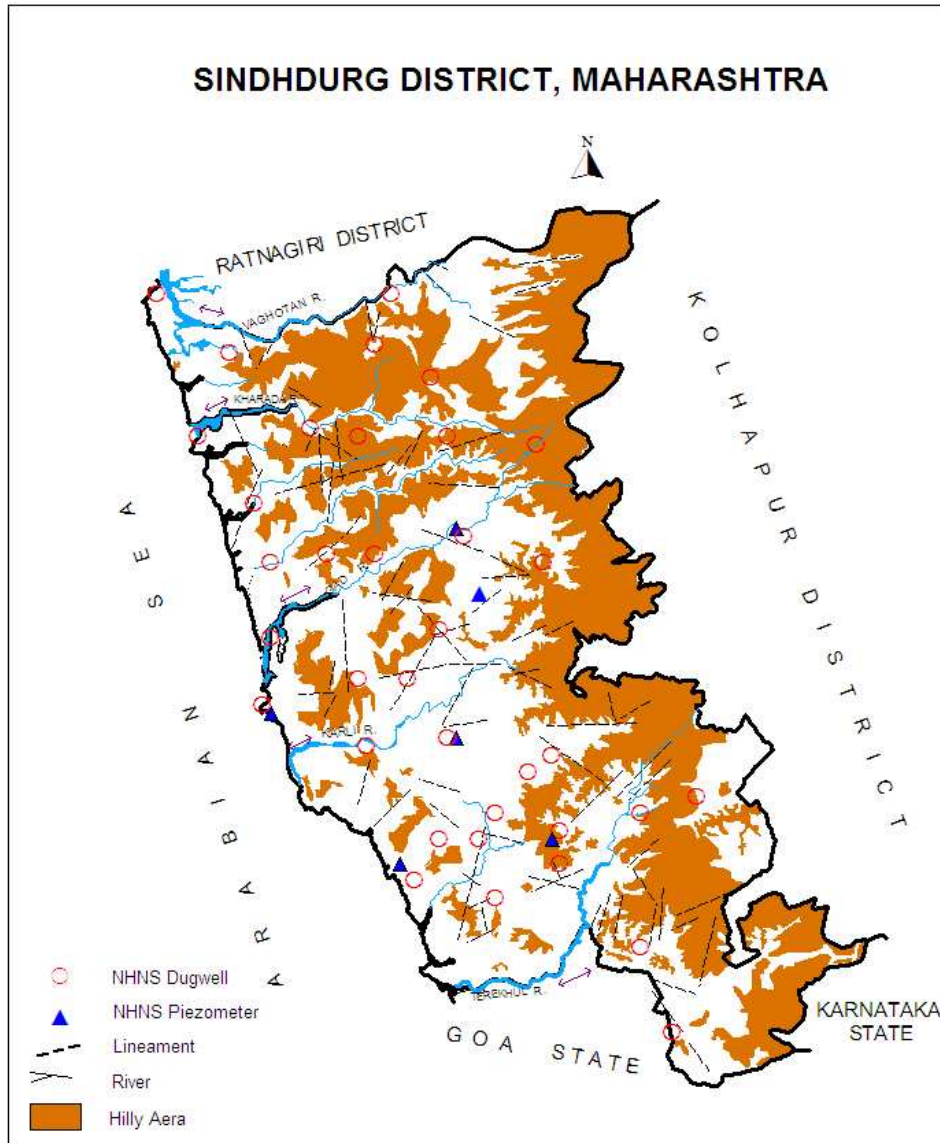 SINDHDURG DISTRICT, MAHARASHTRA
N
RATNAGIRI DISTRICT
VAGHOTAN R.
KHARADA R.
KOLHAPUR DISTRICT
ARABIAN SEA
KARLI R.
TEREKHUL R.
GOA STATE
KARNATAKA
STATE
NHNS Dugwell
NHNS Piezometer
Lineament
River
Hilly Aera